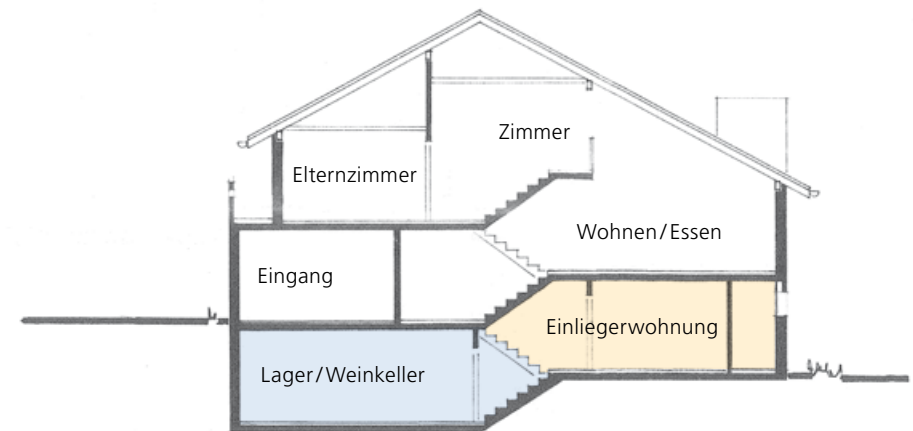 Zimmer
Elternzimmer
Wohnen/Essen
Eingang
Einliegerwohnung
Lager/Weinkeller